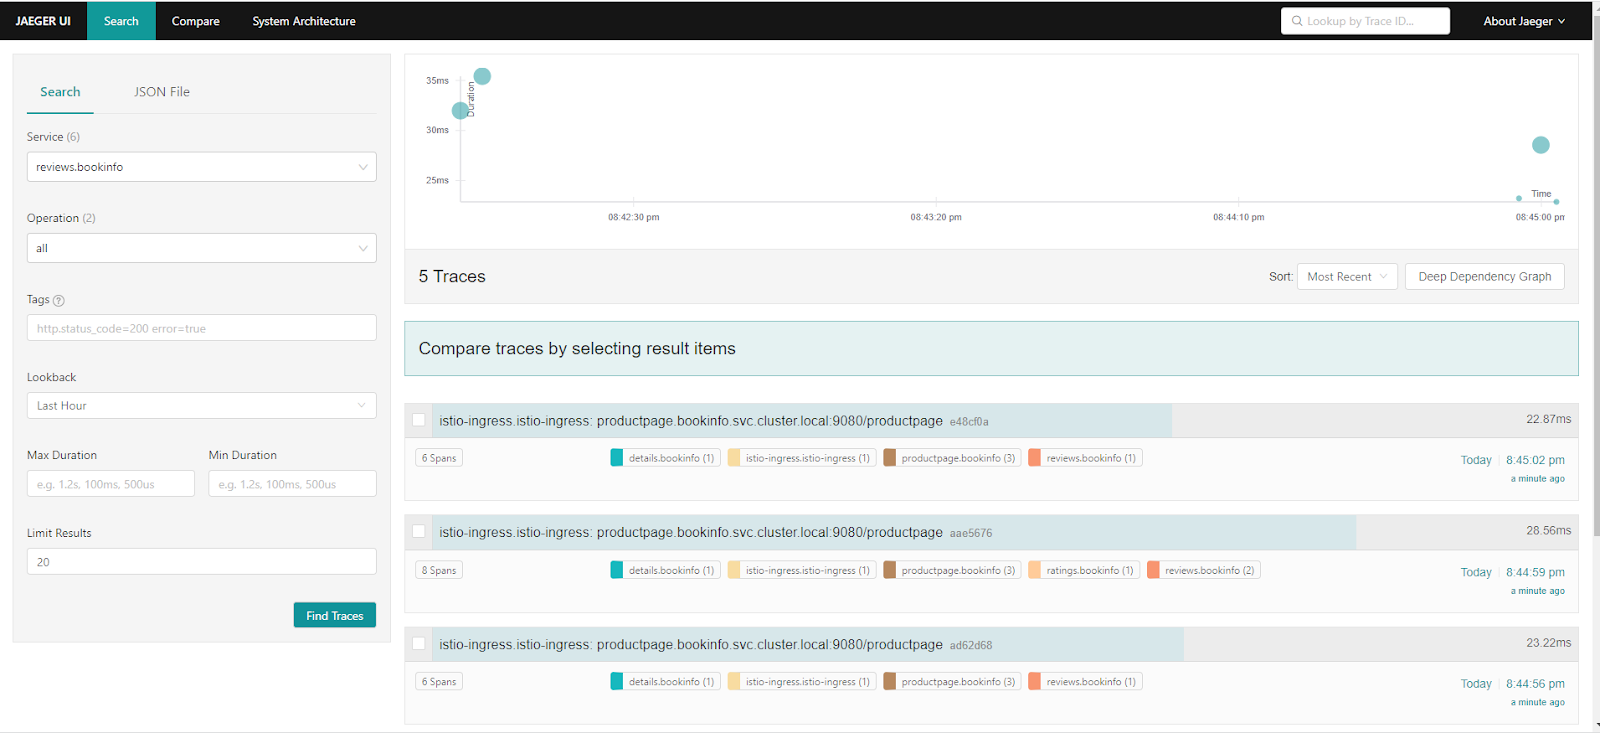 JAEGER UI Search Compare System Architecture Lookup by Trace ID... About Jaeger
Search JSON File
Service (6)
reviews.bookinfo
Operation (2)
all
Tags ?
http.status_code=200 error=true
Lookback
Last Hour
Max Duration Min Duration
e.g. 1.2s, 100ms, 500us e.g. 1.2s, 100ms, 500us
Limit Results
20
Find Traces
35ms
Duration
30ms
25ms
Time
08:42:30 pm 08:43:20 pm 08:44:10 pm 08:45:00 pm
5 Traces Sort: Most Recent Deep Dependency Graph
Compare traces by selecting result items
istio-ingress.istio-ingress: productpage.bookinfo.svc.cluster.local:9080/productpage e48cf0a 22.87ms
6 Spans details.bookinfo (1) istio-ingress.istio-ingress (1) productpage.bookinfo (3) reviews.bookinfo (1) Today 8:45:02 pm
a minute ago
istio-ingress.istio-ingress: productpage.bookinfo.svc.cluster.local:9080/productpage aae5676 28.56ms
8 Spans details.bookinfo (1) istio-ingress.istio-ingress (1) productpage.bookinfo (3) ratings.bookinfo (1) reviews.bookinfo (2) Today 8:44:59 pm
a minute ago
istio-ingress.istio-ingress: productpage.bookinfo.svc.cluster.local:9080/productpage ad62d68 23.22ms
6 Spans details.bookinfo (1) istio-ingress.istio-ingress (1) productpage.bookinfo (3) reviews.bookinfo (1) Today 8:44:56 pm
a minute ago